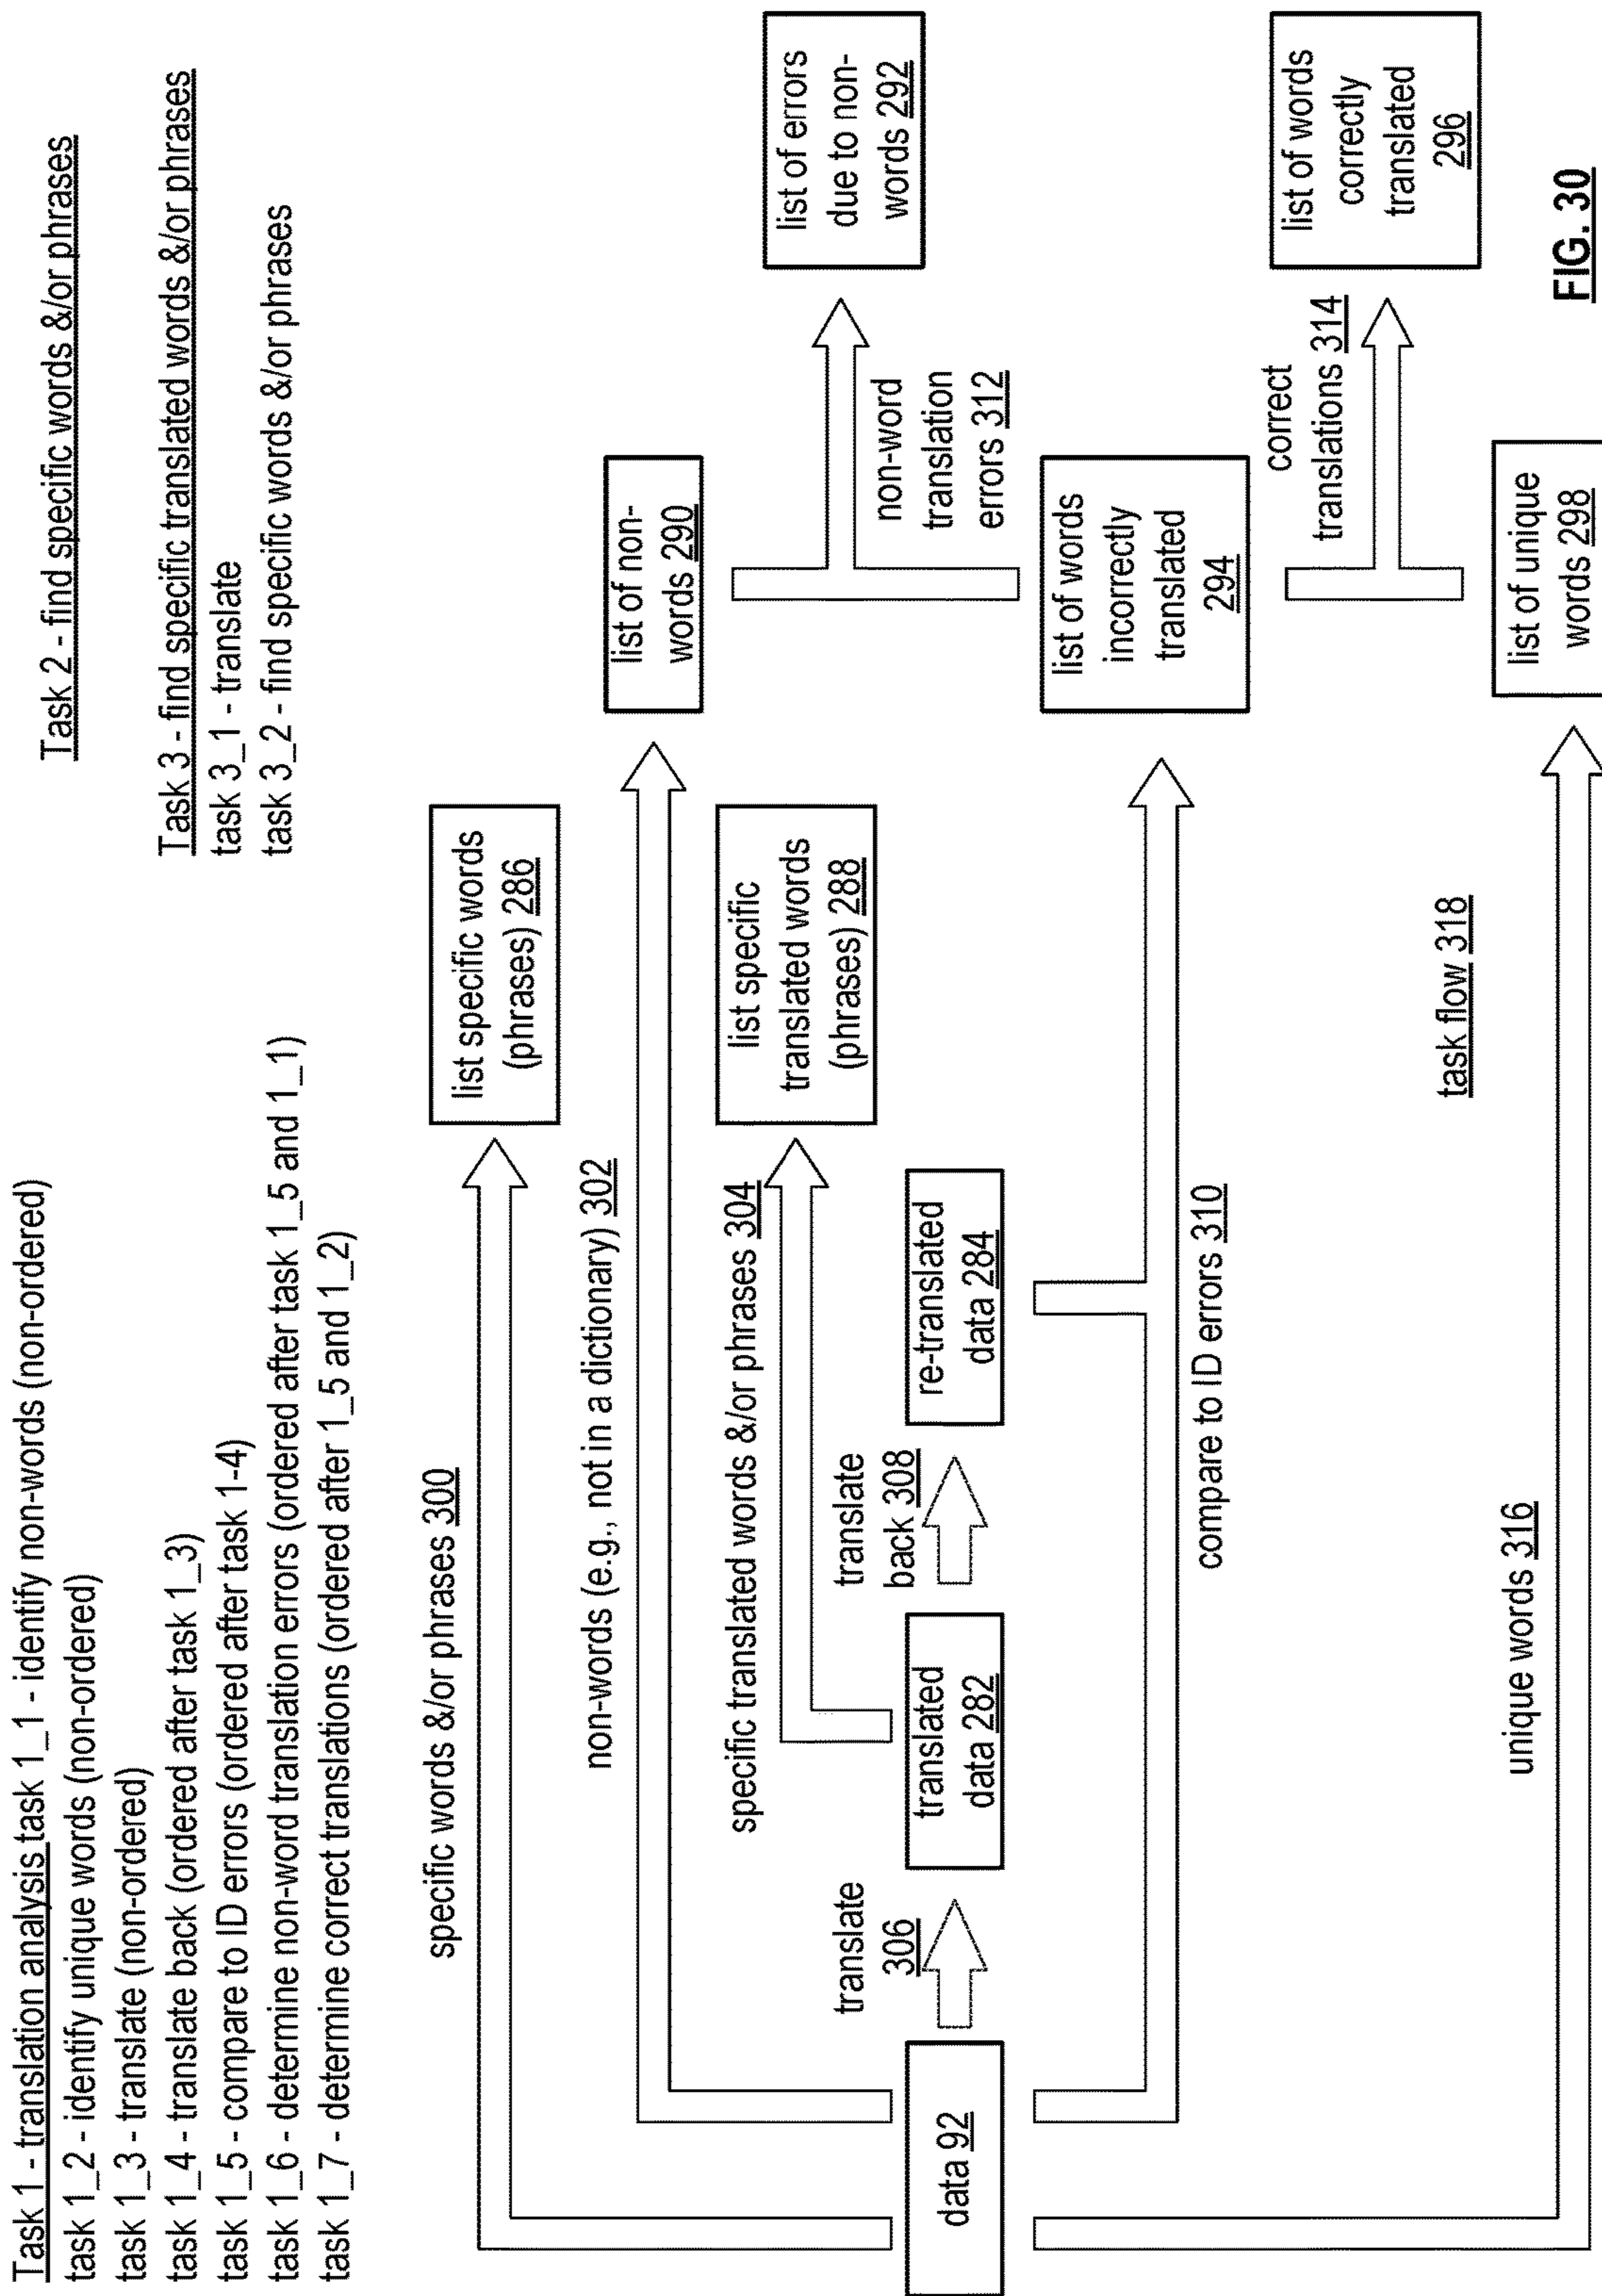 Task 1 - translation analysis task 1_1 - identify non-words (non-ordered)
task 1_2 - identify unique words (non-ordered)
task 1_3 - translate (non-ordered)
task 1_4 - translate back (ordered after task 1_3)
task 1_5 - compare to ID errors (ordered after task 1-4)
task 1_6 - determine non-word translation errors (ordered after task 1_5 and 1_1)
task 1_7 - determine correct translations (ordered after 1_5 and 1_2)
Task 2 - find specific words &/or phrases
Task 3 - find specific translated words &/or phrases
task 3_1 - translate
task 3_2 - find specific words &/or phrases
specific words &/or phrases 300
list specific words
(phrases) 286
non-words (e.g., not in a dictionary) 302
list of non-
words 290
specific translated words &/or phrases 304
list specific
translated words
(phrases) 288
list of errors
due to non-
words 292
non-word
translation
errors 312
data 92
translate
306
translated
data 282
translate
back 308
re-translated
data 284
compare to ID errors 310
list of words
incorrectly
translated
294
correct
translations 314
list of words
correctly
translated
296
task flow 318
unique words 316
list of unique
words 298
FIG. 30